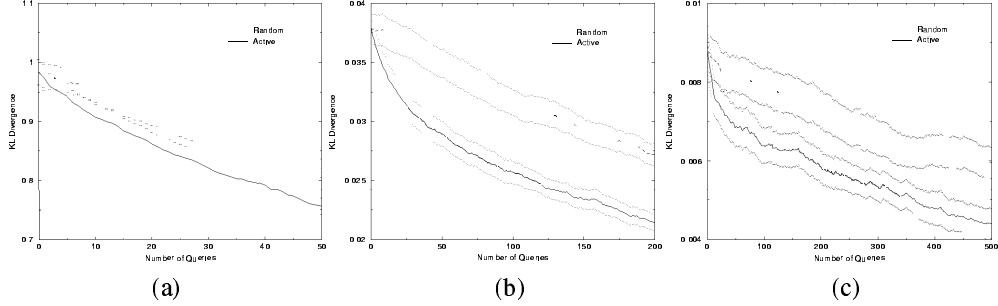 1.1
1
0.9
0.8
0.7
KL Divergence
Random
Active
0 10 20 30 40 50
Number of Queries
(a)
0.04
0.035
0.03
0.025
0.02
KL Divergence
Random
Active
0 50 100 150 200
Number of Queries
(b)
0.01
0.008
0.006
0.004
KL Divergence
Random
Active
0 100 200 300 400 500
Number of Queries
(c)